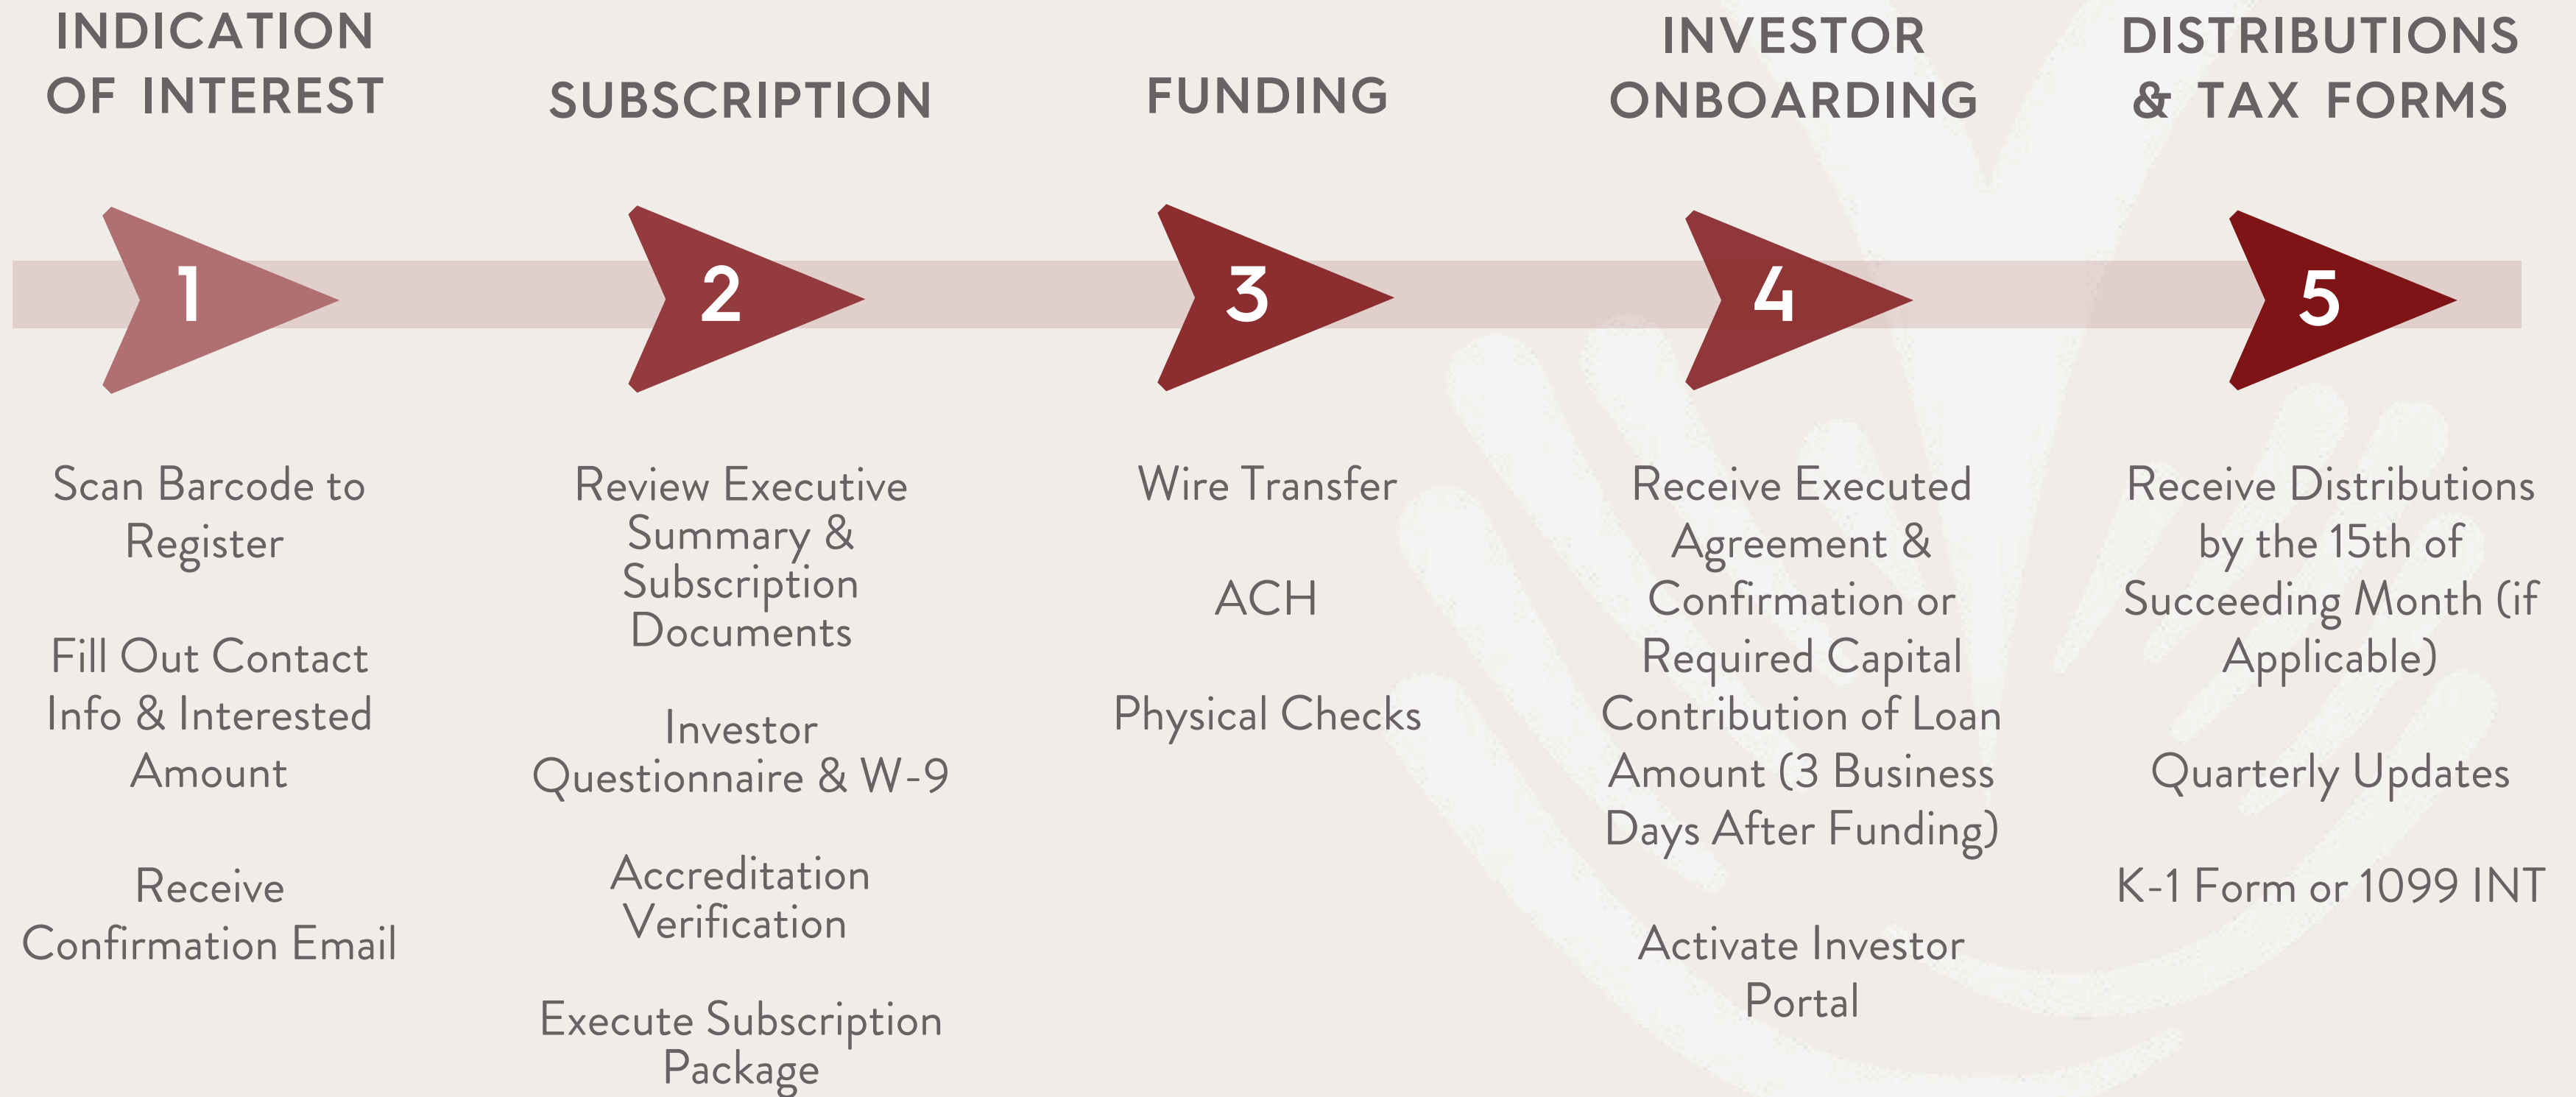 INDICATION
OF INTEREST
SUBSCRIPTION
FUNDING
INVESTOR
ONBOARDING
DISTRIBUTIONS
& TAX FORMS
1
2
3
4
5
Scan Barcode to
Register
Fill Out Contact
Info & Interested
Amount
Receive
Confirmation Email
Review Executive
Summary &
Subscription
Documents
Investor
Questionnaire & W-9
Accreditation
Verification
Execute Subscription
Package
Wire Transfer
ACH
Physical Checks
Receive Executed
Agreement &
Confirmation or
Required Capital
Contribution of Loan
Amount (3 Business
Days After Funding)
Activate Investor
Portal
Receive Distributions
by the 15th of
Succeeding Month (if
Applicable)
Quarterly Updates
K-1 Form or 1099 INT